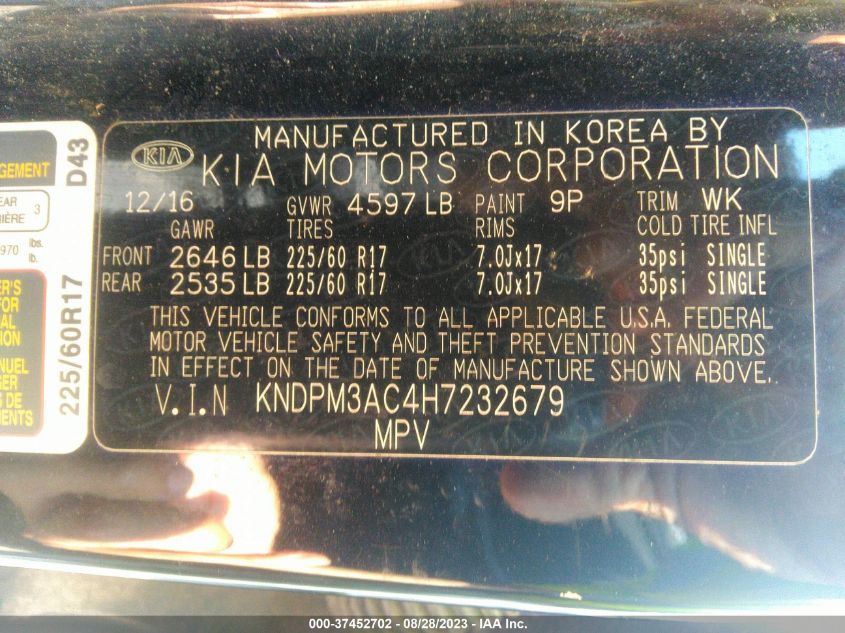 MANUFACTURED IN KOREA BY
KIA KIA MOTORS CORPORATION
12/16 GVWR 4597 LB PAINT 9P TRIM WK
GAWR TIRES RIMS COLD TIRE INFL
FRONT 2646 LB 225/60 R17 7.0Jx17 35psi SINGLE
REAR 2535 LB 225/60 R17 7.0Jx17 35psi SINGLE
THIS VEHICLE CONFORMS TO ALL APPLICABLE U.S.A. FEDERAL
MOTOR VEHICLE SAFETY AND THEFT PREVENTION STANDARDS
IN EFFECT ON THE DATE OF MANUFACTURE SHOWN ABOVE.
V.I.N KNDPM3AC4H7232679
MPV
D43
225/60R17
3
970 lbs.
lb.
FOR
DE
000-37452702 - 08/28/2023 - IAA Inc.